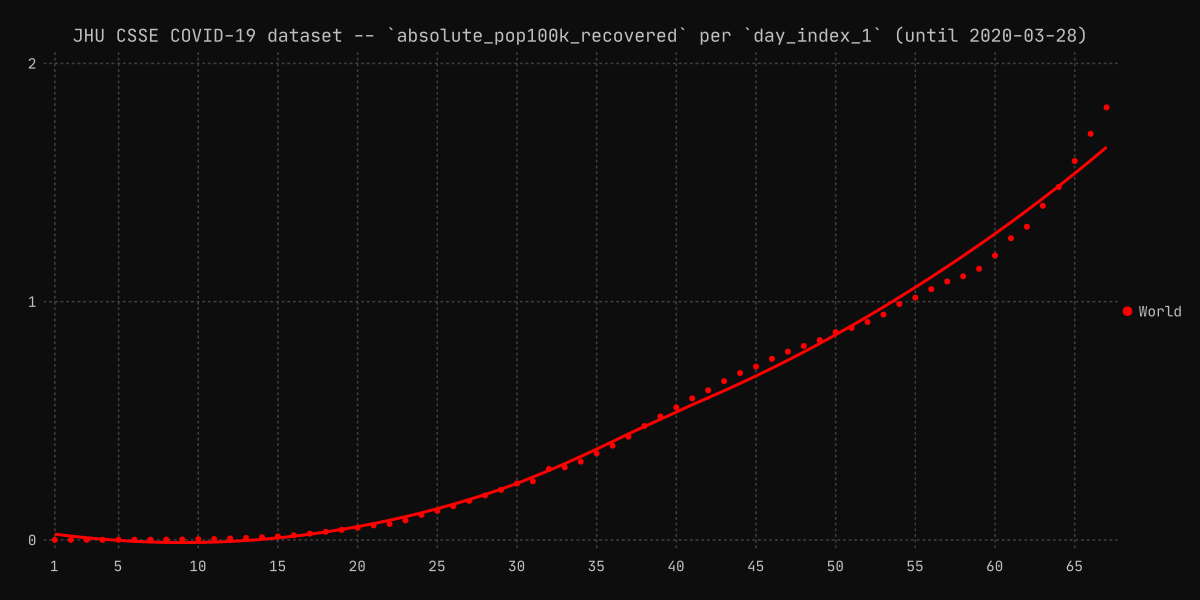 JHU CSSE COVID-19 dataset -- `absolute_pop100k_recovered` per `day_index_1` (until 2020-03-28)
2
1
0
World
1 5 10 15 20 25 30 35 40 45 50 55 60 65